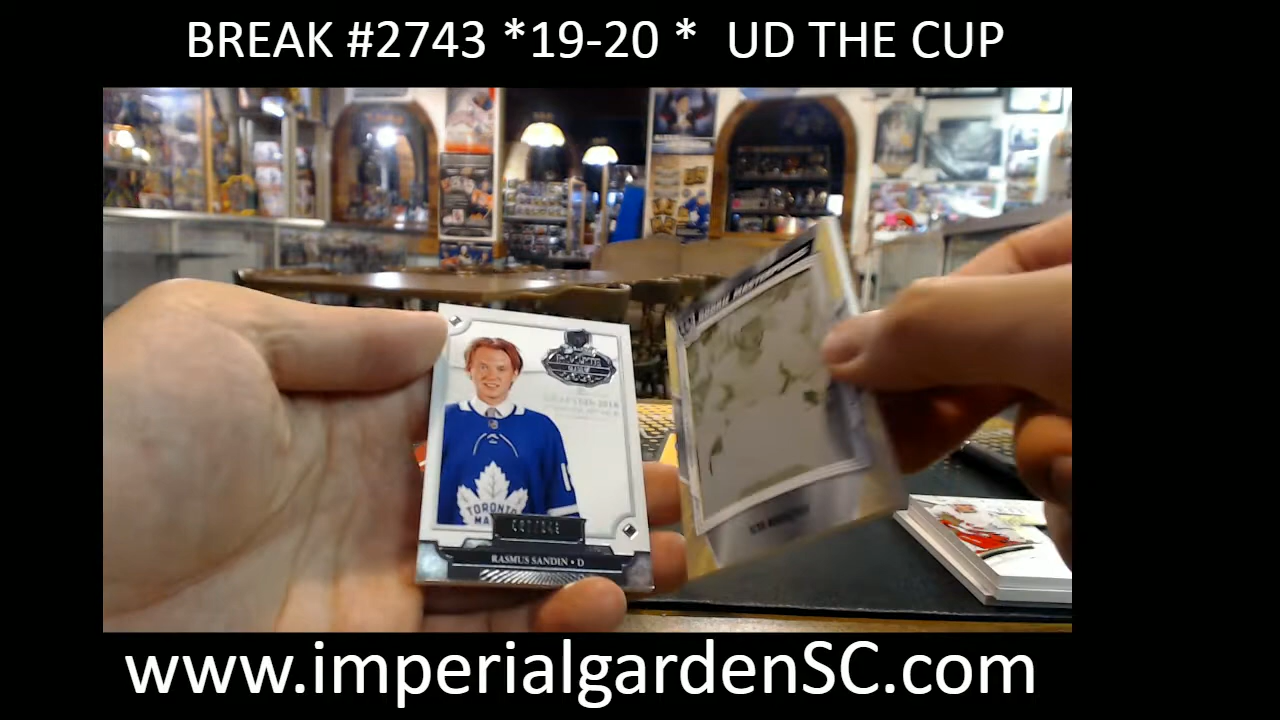 BREAK #2743 *19-20 *  UD THE CUP
TORONTO
RASMUS SANDIN • D
www.imperialgardenSC.com